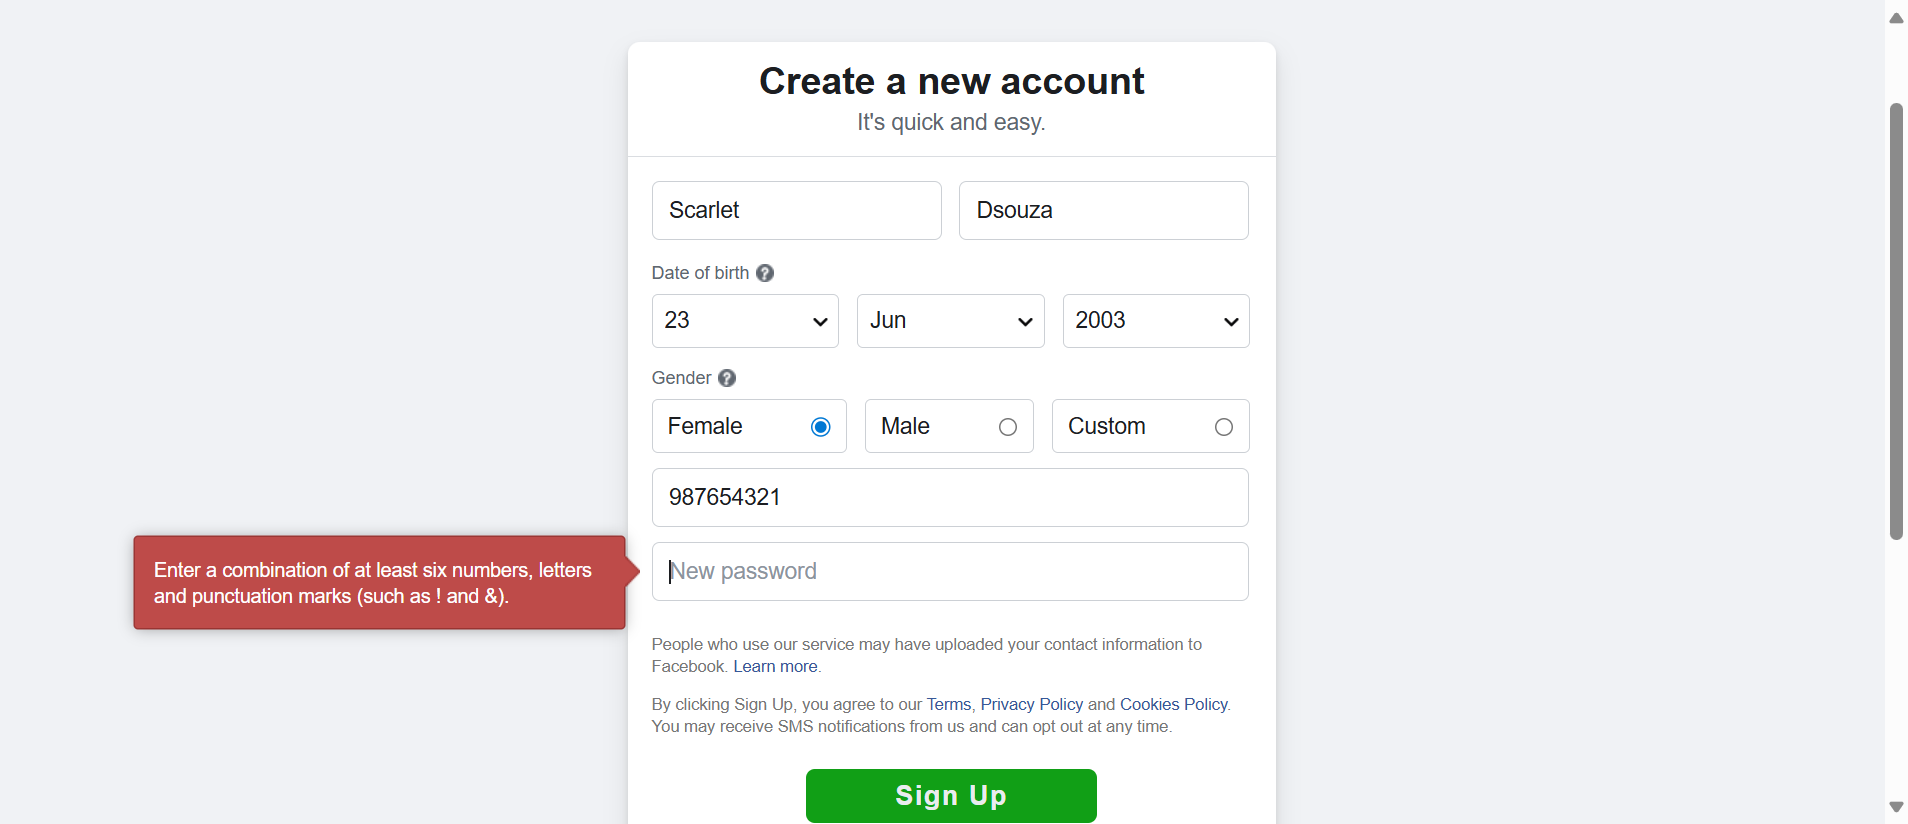 Create a new account
It's quick and easy.
Scarlet Dsouza
Date of birth ?
23 Jun 2003
Gender ?
Female Male Custom
987654321
New password
Enter a combination of at least six numbers, letters
and punctuation marks (such as ! and &).
People who use our service may have uploaded your contact information to
Facebook. Learn more.
By clicking Sign Up, you agree to our Terms, Privacy Policy and Cookies Policy.
You may receive SMS notifications from us and can opt out at any time.
Sign Up